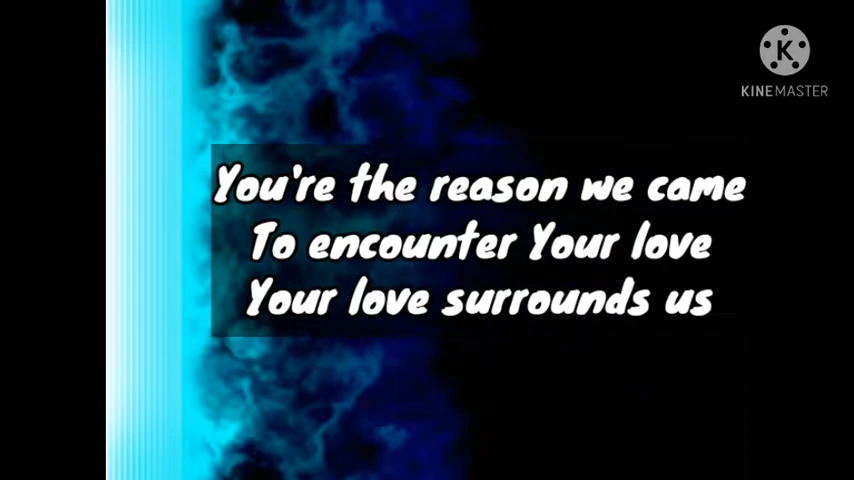 K
KINEMASTER
You're the reason we came
To encounter Your love
Your love surrounds us